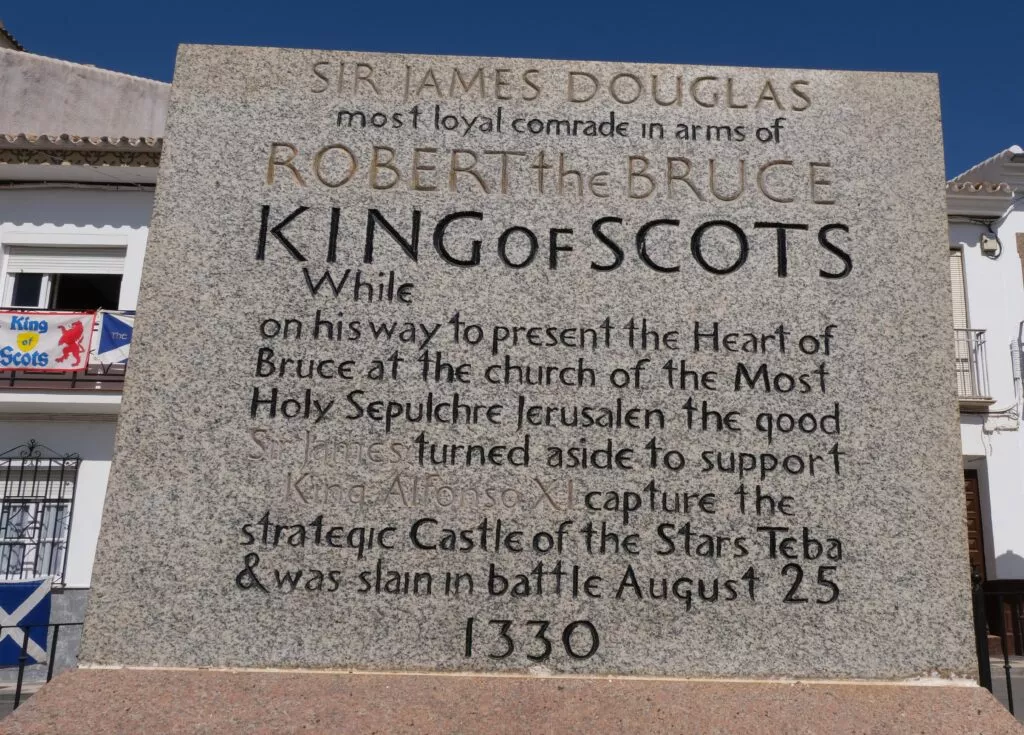 SIR JAMES DOUGLAS
most loyal comrade in arms of
ROBERT the BRUCE
KING OF SCOTS
While
on his way to present the Heart of
Bruce at the church of the Most
Holy Sepulchre Jerusalen the good
Sir James turned aside to support
King Alfonso XI capture the
strategic Castle of the Stars Teba
& was slain in battle August 25
1330
King
of
Scots
The